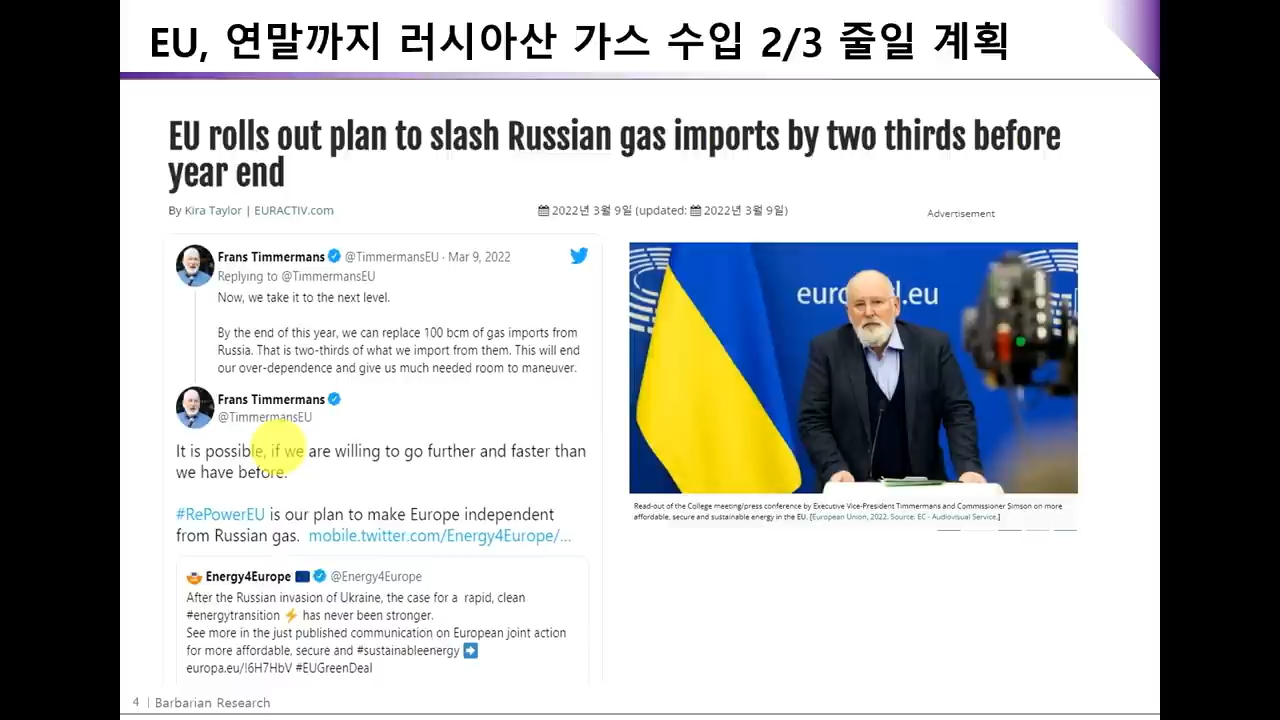 EU, 연말까지 러시아산 가스 수입 2/3 줄일 계획
EU rolls out plan to slash Russian gas imports by two thirds before
year end
By Kira Taylor | EURACTIV.com
2022년 3월 9일 (updated: 2022년 3월 9일)
Advertisement
Frans Timmermans @TimmermansEU · Mar 9, 2022
Replying to @TimmermansEU
Now, we take it to the next level.
By the end of this year, we can replace 100 bcm of gas imports from
Russia. That is two-thirds of what we import from them. This will end
our over-dependence and give us much needed room to maneuver.
Frans Timmermans
@TimmermansEU
It is possible, if we are willing to go further and faster than
we have before.
#RePowerEU is our plan to make Europe independent
from Russian gas. mobile.twitter.com/Energy4Europe/...
Energy4Europe @Energy4Europe
After the Russian invasion of Ukraine, the case for a rapid, clean
#energytransition ⚡ has never been stronger.
See more in the just published communication on European joint action
for more affordable, secure and #sustainableenergy ➡
europa.eu/!6H7HbV #EUGreenDeal
euro l.eu
Read-out of the College meeting/press conference by Executive Vice-President Timmermans and Commissioner Simson on more
affordable, secure and sustainable energy in the EU. [European Union, 2022. Source: EC - Audiovisual Service.]
4 | Barbarian Research